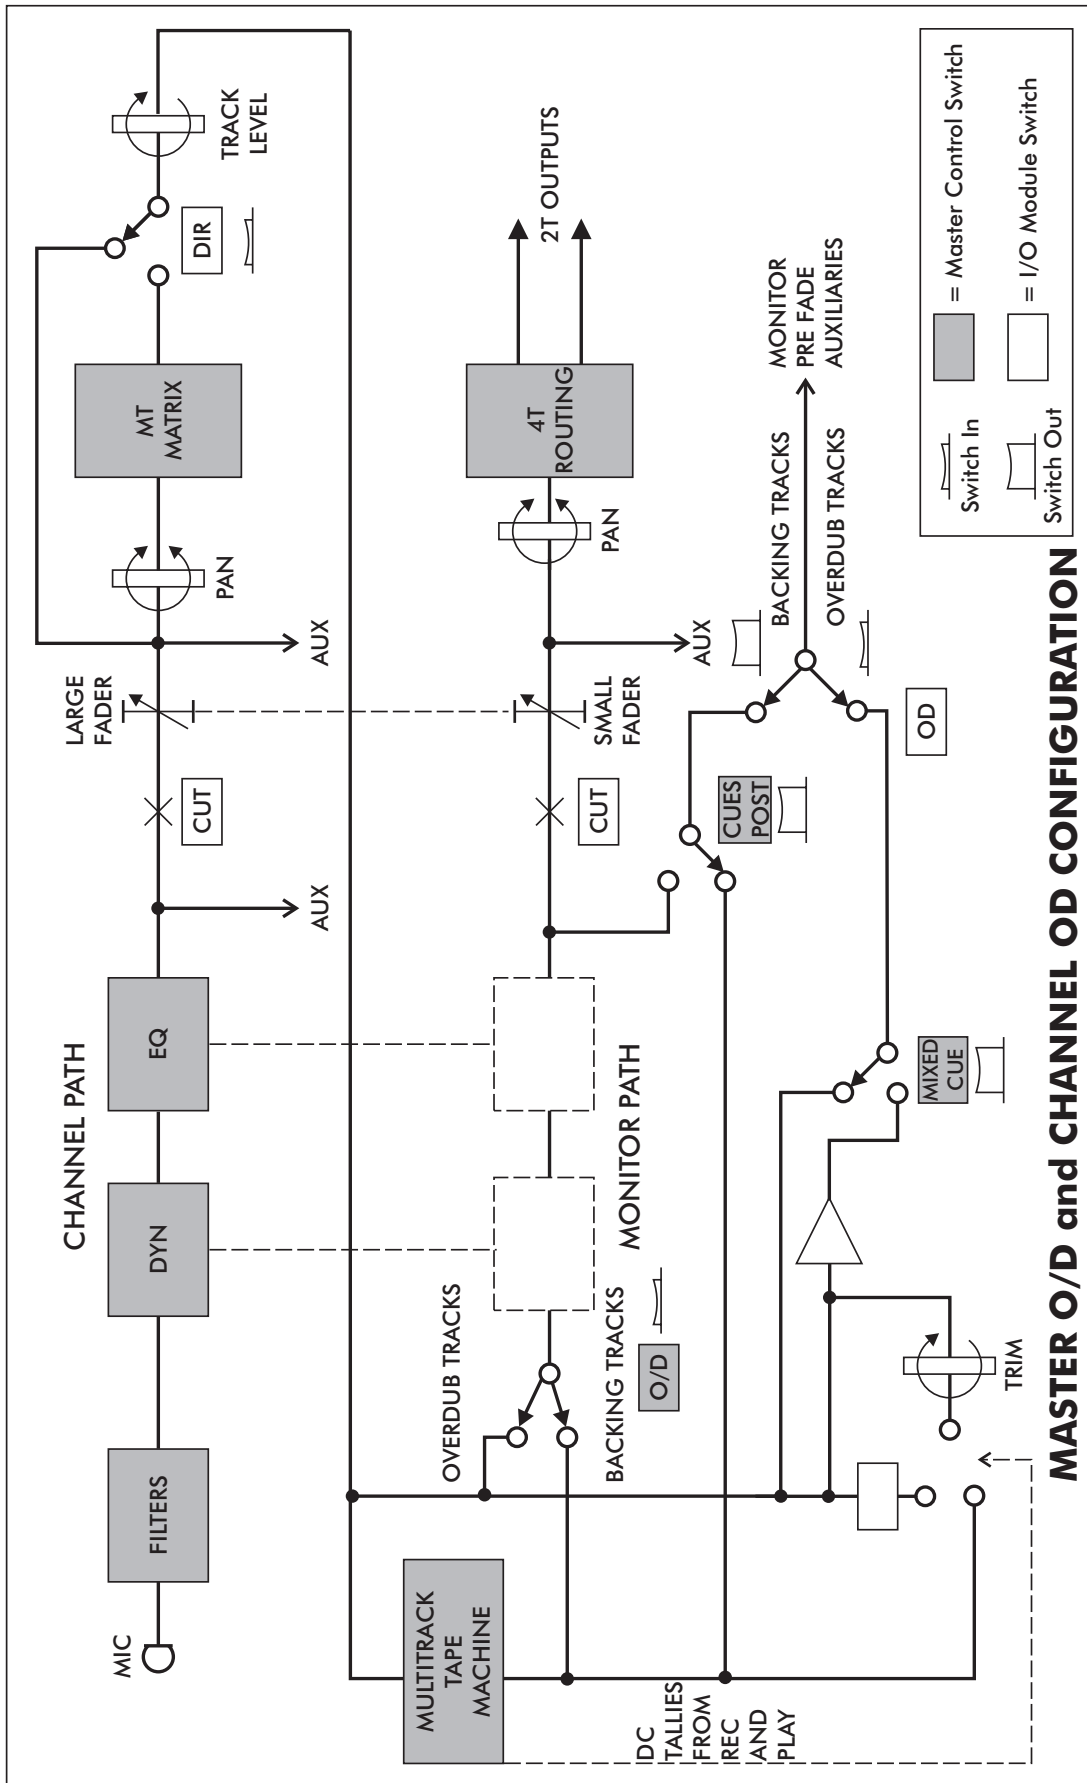 CHANNEL PATH
MIC
FILTERS
DYN
EQ
AUX
CUT
LARGE
FADER
AUX
PAN
MT
MATRIX
DIR
TRACK
LEVEL
MULTITRACK
TAPE
MACHINE
OVERDUB TRACKS
BACKING TRACKS
O/D
MONITOR PATH
CUT
SMALL
FADER
AUX
PAN
4T
ROUTING
2T OUTPUTS
DC
TALLIES
FROM
REC
AND
PLAY
CUES
POST
BACKING TRACKS
OVERDUB TRACKS
MONITOR
PRE FADE
AUXILIARIES
OD
MIXED
CUE
TRIM
Switch In
= Master Control Switch
Switch Out
= I/O Module Switch
MASTER O/D and CHANNEL OD CONFIGURATION